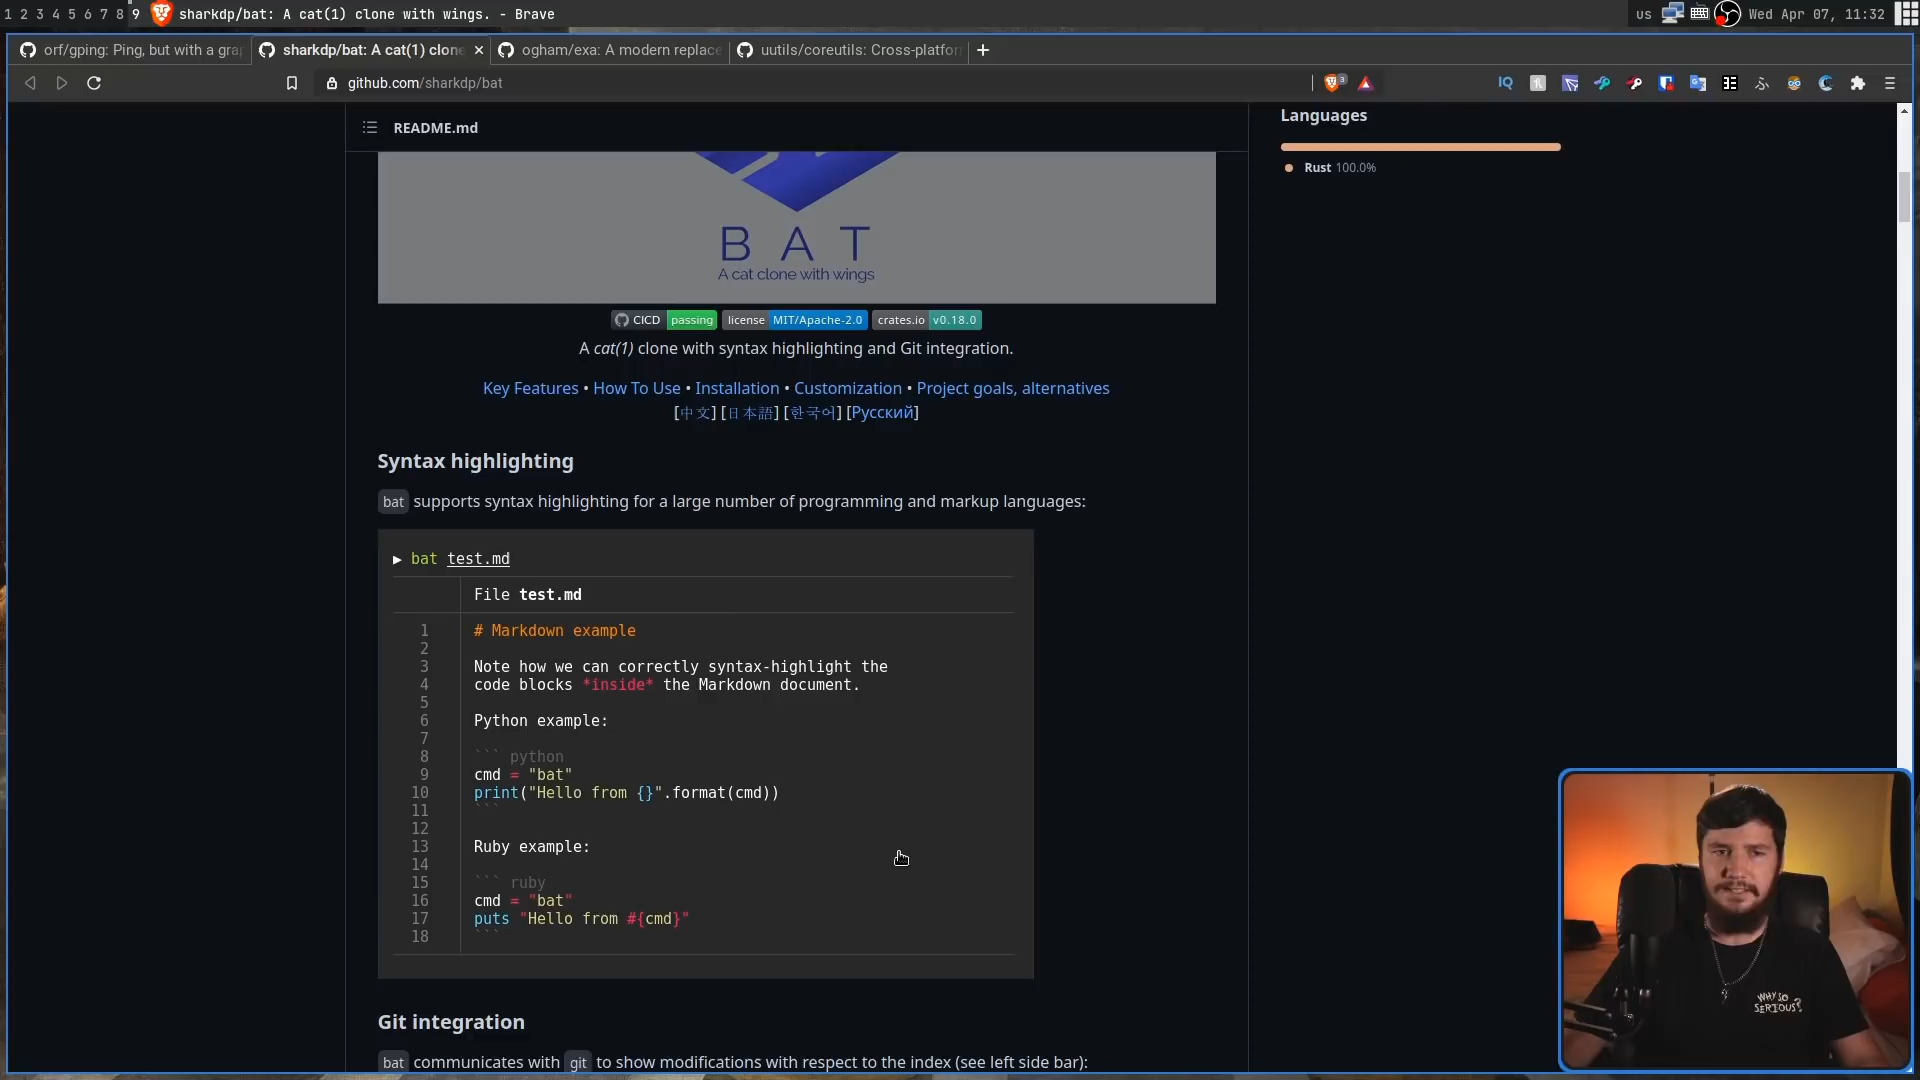 1 2 3 4 5 6 7 8 9 sharkdp/bat: A cat(1) clone with wings. - Brave
us Wed Apr 07, 11:32
orf/gping: Ping, but with a gra
sharkdp/bat: A cat(1) clone
ogham/exa: A modern replace
uutils/coreutils: Cross-platfor
github.com/sharkdp/bat
3
IQ
README.md
Languages
Rust 100.0%
BAT
A cat clone with wings
CICD passing license MIT/Apache-2.0 crates.io v0.18.0
A cat(1) clone with syntax highlighting and Git integration.
Key Features • How To Use • Installation • Customization • Project goals, alternatives
[中文] [日本語] [한국어] [Русский]
Syntax highlighting
bat supports syntax highlighting for a large number of programming and markup languages:
▶ bat test.md
File test.md
1 # Markdown example
2
3 Note how we can correctly syntax-highlight the
4 code blocks *inside* the Markdown document.
5
6 Python example:
7
8 ``` python
9 cmd = "bat"
10 print("Hello from {}".format(cmd))
11 ```
12
13 Ruby example:
14
15 ``` ruby
16 cmd = "bat"
17 puts "Hello from #{cmd}"
18 ```
Git integration
bat communicates with git to show modifications with respect to the index (see left side bar):
WHY SO
SERIOUS?